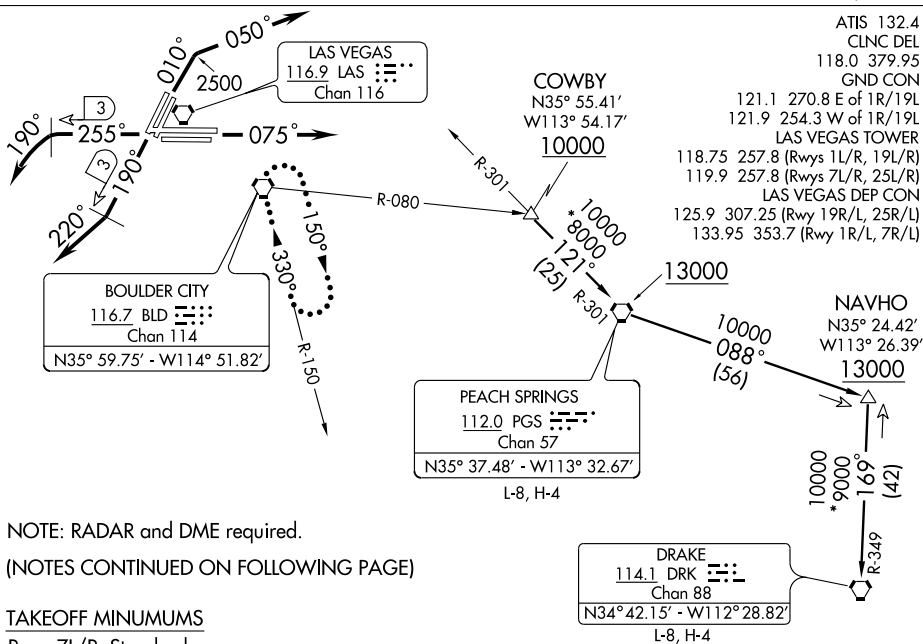 ATIS 132.4
CLNC DEL
118.0 379.95
GND CON
121.1 270.8 E of 1R/19L
121.9 254.3 W of 1R/19L
LAS VEGAS TOWER
118.75 257.8 (Rwys 1L/R, 19L/R)
119.9 257.8 (Rwys 7L/R, 25L/R)
LAS VEGAS DEP CON
125.9 307.25 (Rwy 19R/L, 25R/L)
133.95 353.7 (Rwy 1R/L, 7R/L)
050°
010°
2500
LAS VEGAS
116.9 LAS
Chan 116
3
190°
255°
075°
3
190°
220°
COWBY
N35° 55.41'
W113° 54.17'
10000
R-301
R-080
10000
*8000
121°
(25)
R-301
13000
150°
330°
R-150
BOULDER CITY
116.7 BLD
Chan 114
N35° 59.75' - W114° 51.82'
PEACH SPRINGS
112.0 PGS
Chan 57
N35° 37.48' - W113° 32.67'
L-8, H-4
10000
088°
(56)
NAVHO
N35° 24.42'
W113° 26.39'
13000
10000
*9000
169°
(42)
R-349
DRAKE
114.1 DRK
Chan 88
N34° 42.15' - W112° 28.82'
L-8, H-4
NOTE: RADAR and DME required.
(NOTES CONTINUED ON FOLLOWING PAGE)
TAKEOFF MINUMUMS